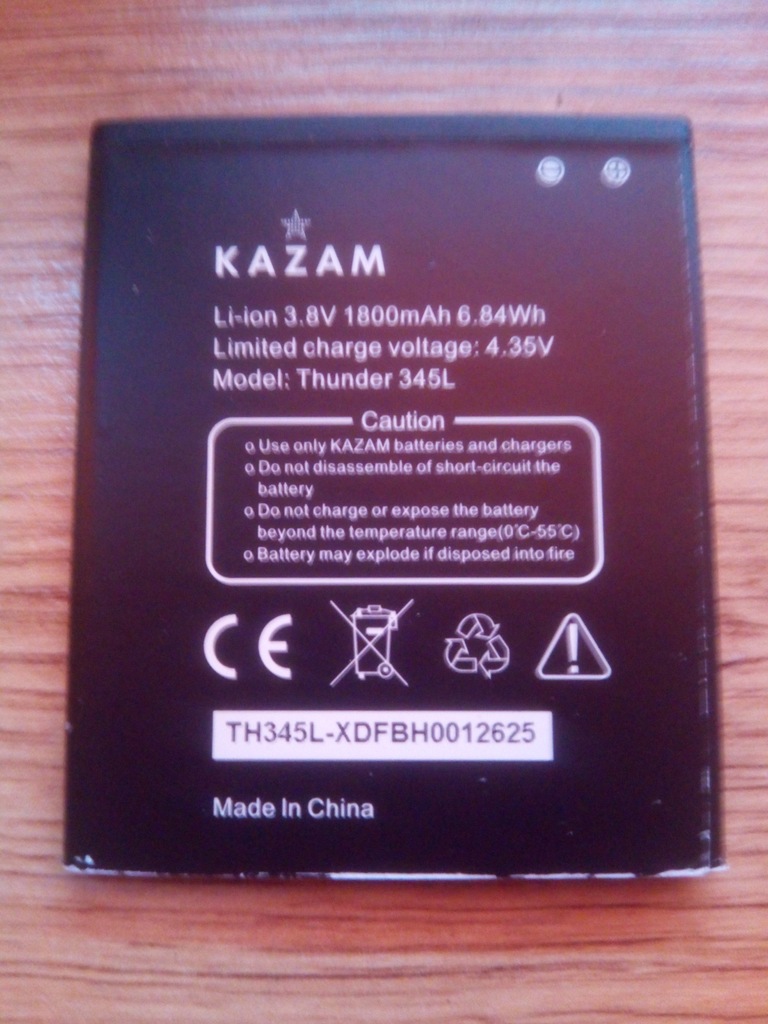 KAZAM
Li-ion 3.8V 1800mAh 6.84Wh
Limited charge voltage: 4.35V
Model: Thunder 345L
Caution
o Use only KAZAM batteries and chargers
o Do not disassemble of short-circuit the
battery
o Do not charge or expose the battery
beyond the temperature range(0°C-55°C)
o Battery may explode if disposed into fire
CE
TH345L-XDFBH0012625
Made In China